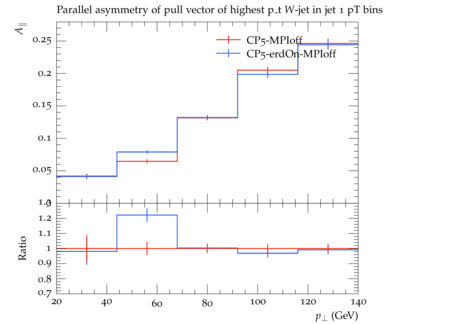 Parallel asymmetry of pull vector of highest p_t W-jet in jet 1 pT bins
A∥
CP5-MPIoff
CP5-erdOn-MPIoff
0.25
0.2
0.15
0.1
0.05
0
1.3
1.2
1.1
1
0.9
0.8
0.7
Ratio
20 40 60 80 100 120 140
p⊥ (GeV)